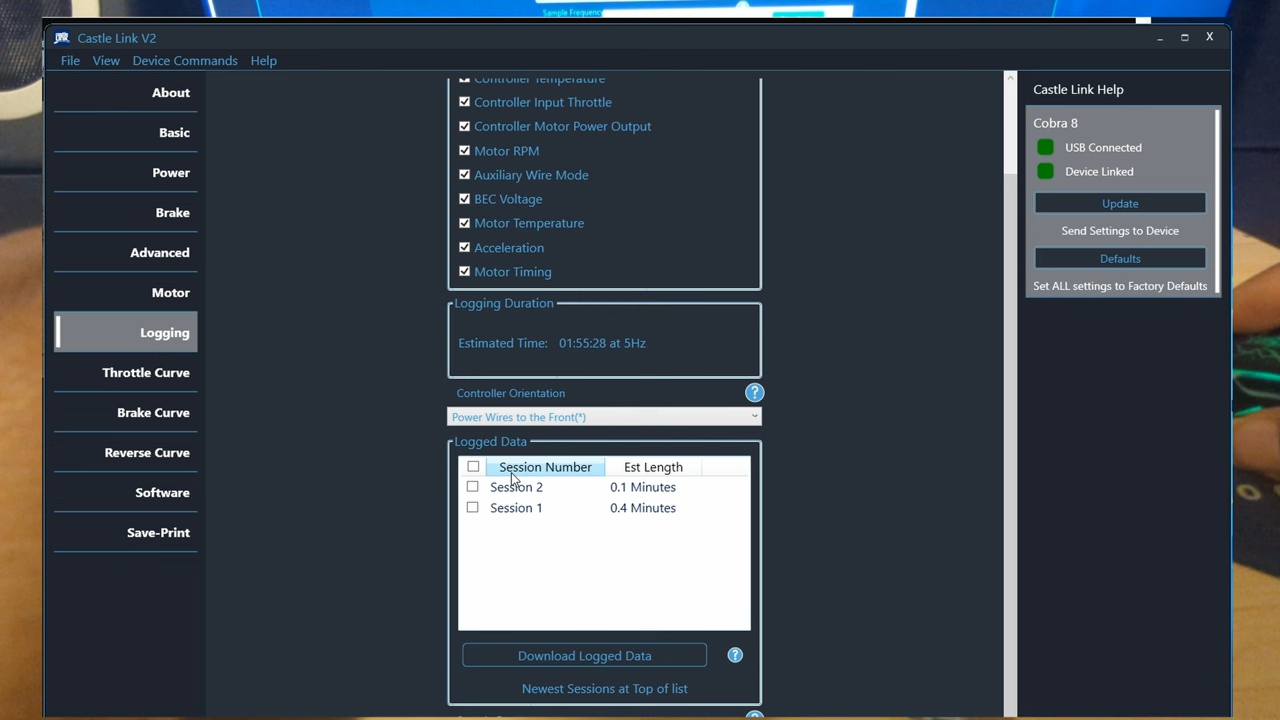 Sample Frequency
Castle Link V2
File View Device Commands Help
About
Basic
Power
Brake
Advanced
Motor
Logging
Throttle Curve
Brake Curve
Reverse Curve
Software
Save-Print
Controller Temperature
Controller Input Throttle
Controller Motor Power Output
Motor RPM
Auxiliary Wire Mode
BEC Voltage
Motor Temperature
Acceleration
Motor Timing
Logging Duration
Estimated Time: 01:55:28 at 5Hz
Controller Orientation
Power Wires to the Front(*)
Logged Data
Session Number Est Length
Session 2 0.1 Minutes
Session 1 0.4 Minutes
Download Logged Data
Newest Sessions at Top of list
Castle Link Help
Cobra 8
USB Connected
Device Linked
Update
Send Settings to Device
Defaults
Set ALL settings to Factory Defaults